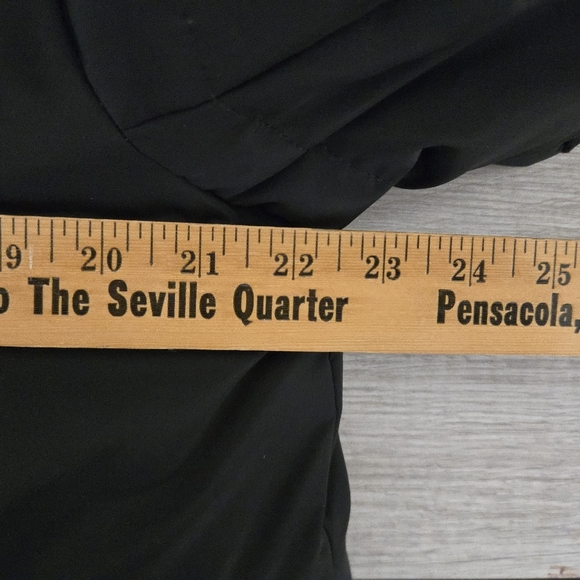 9 20 21 22 23 24 25
The Seville Quarter Pensacola,